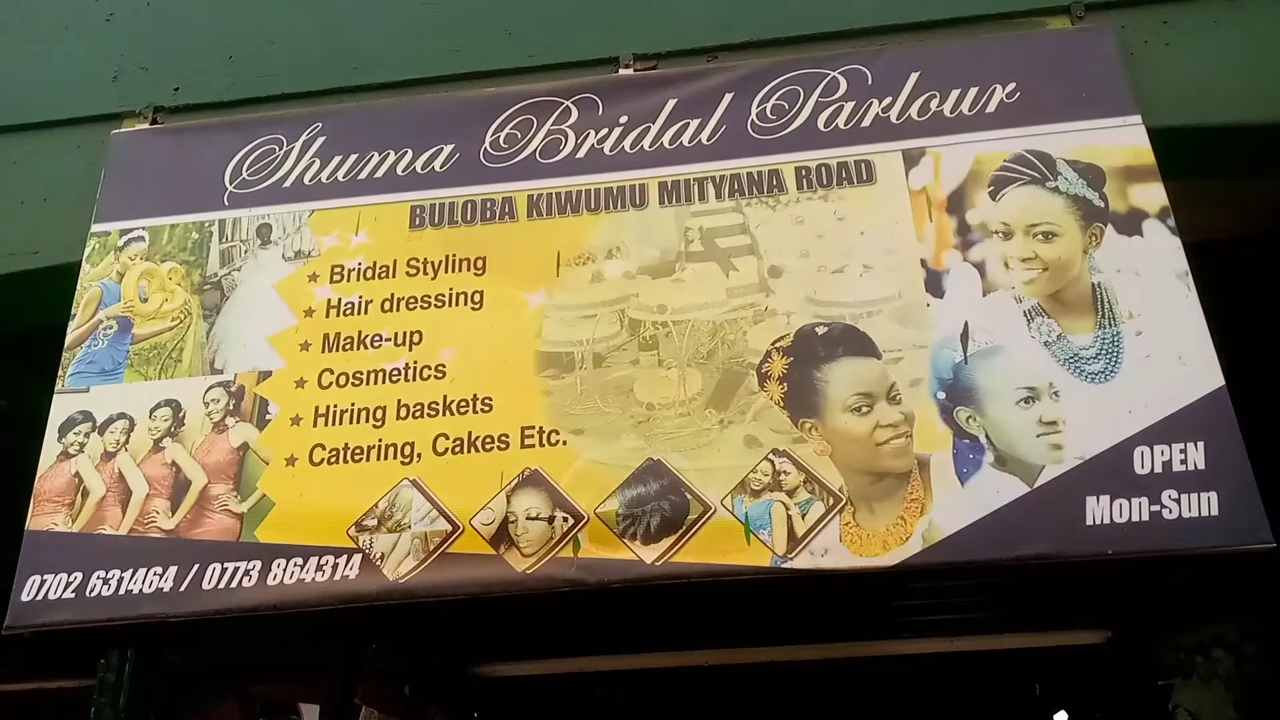 Shuma Bridal Parlour
BULOBA KIWUMU MITYANA ROAD
Bridal Styling
Hair dressing
Make-up
Cosmetics
Hiring baskets
Catering, Cakes Etc.
OPEN
Mon-Sun
0702 631464 / 0773 864314